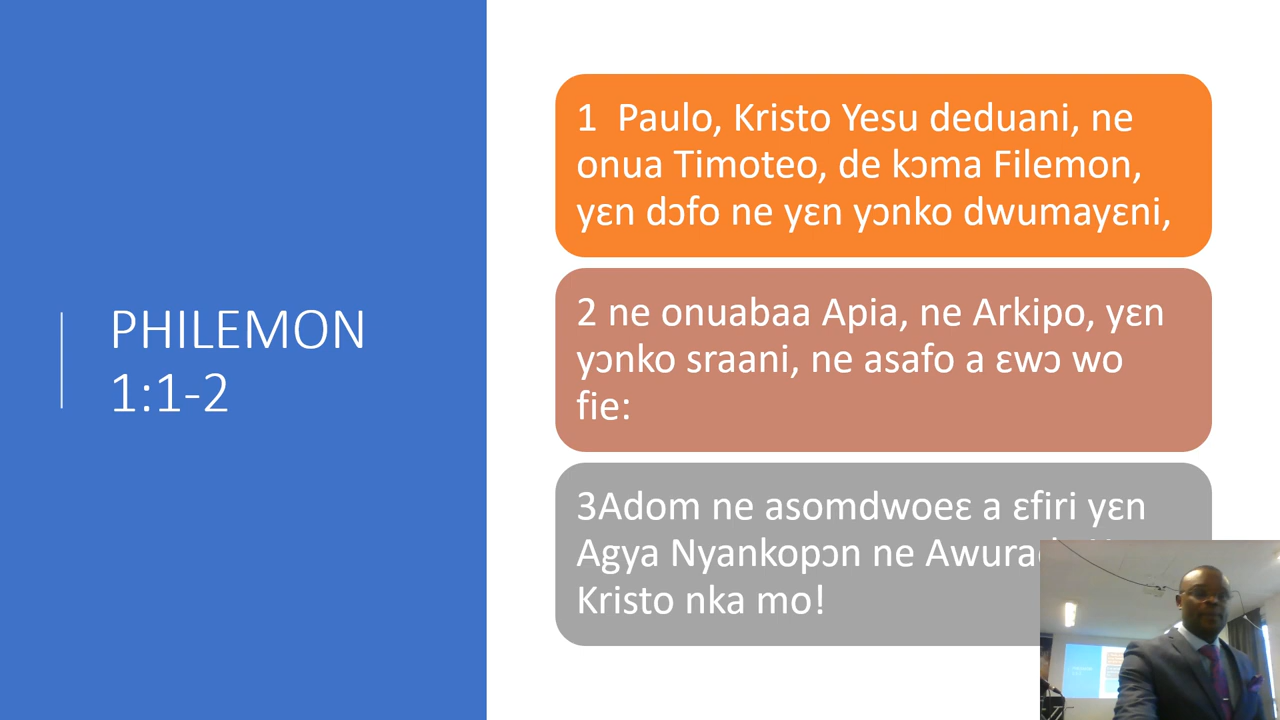 PHILEMON
1:1-2
1 Paulo, Kristo Yesu deduani, ne
onua Timoteo, de kɔma Filemon,
yɛn dɔfo ne yɛn yɔnko dwumayɛni,
2 ne onuabaa Apia, ne Arkipo, yɛn
yɔnko sraani, ne asafo a ɛwɔ wo
fie:
3Adom ne asomdwoeɛ a ɛfiri yɛn
Agya Nyankopɔn ne
Kristo nka mo!